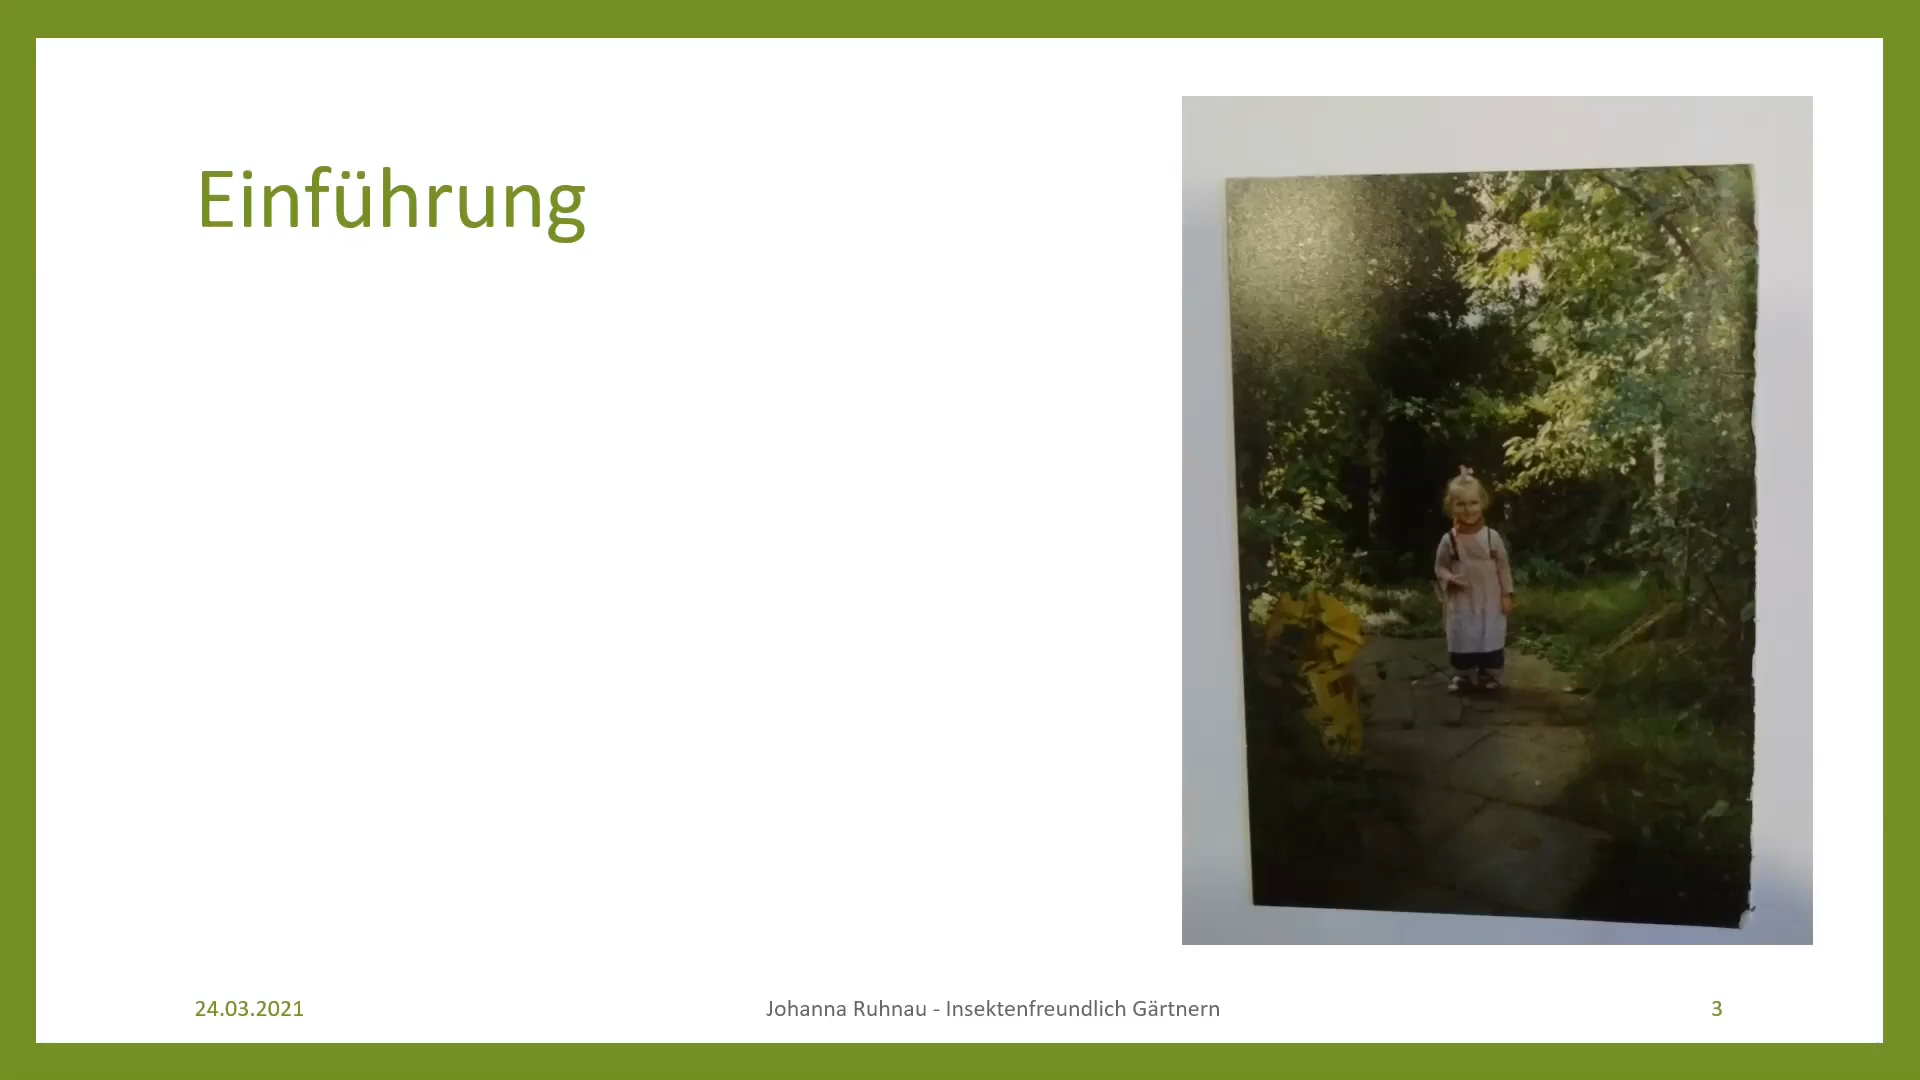 Einführung
24.03.2021
Johanna Ruhnau - Insektenfreundlich Gärtnern
3